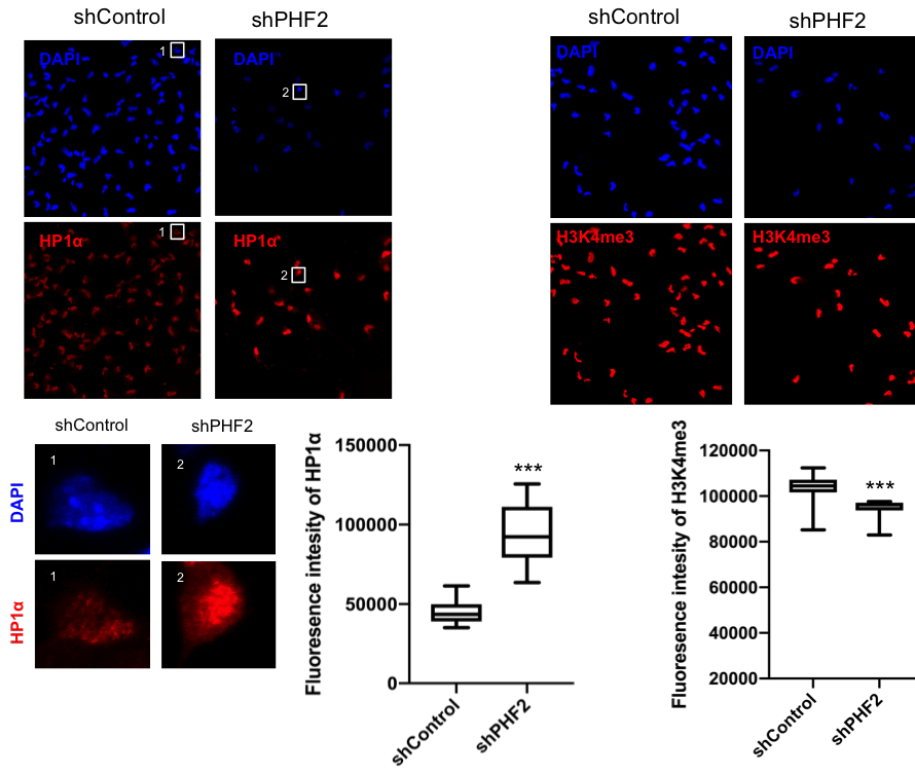 shControl
shPHF2
shControl
shPHF2
DAPI
1
DAPI
2
DAPI
DAPI
HP1α
1
HP1α
2
H3K4me3
H3K4me3
shControl
shPHF2
DAPI
1
2
HP1α
1
2
Fluoresence intesity of HP1α
150000
100000
50000
0
***
shControl
shPHF2
Fluoresence intesity of H3K4me3
120000
100000
80000
60000
40000
20000
***
shControl
shPHF2